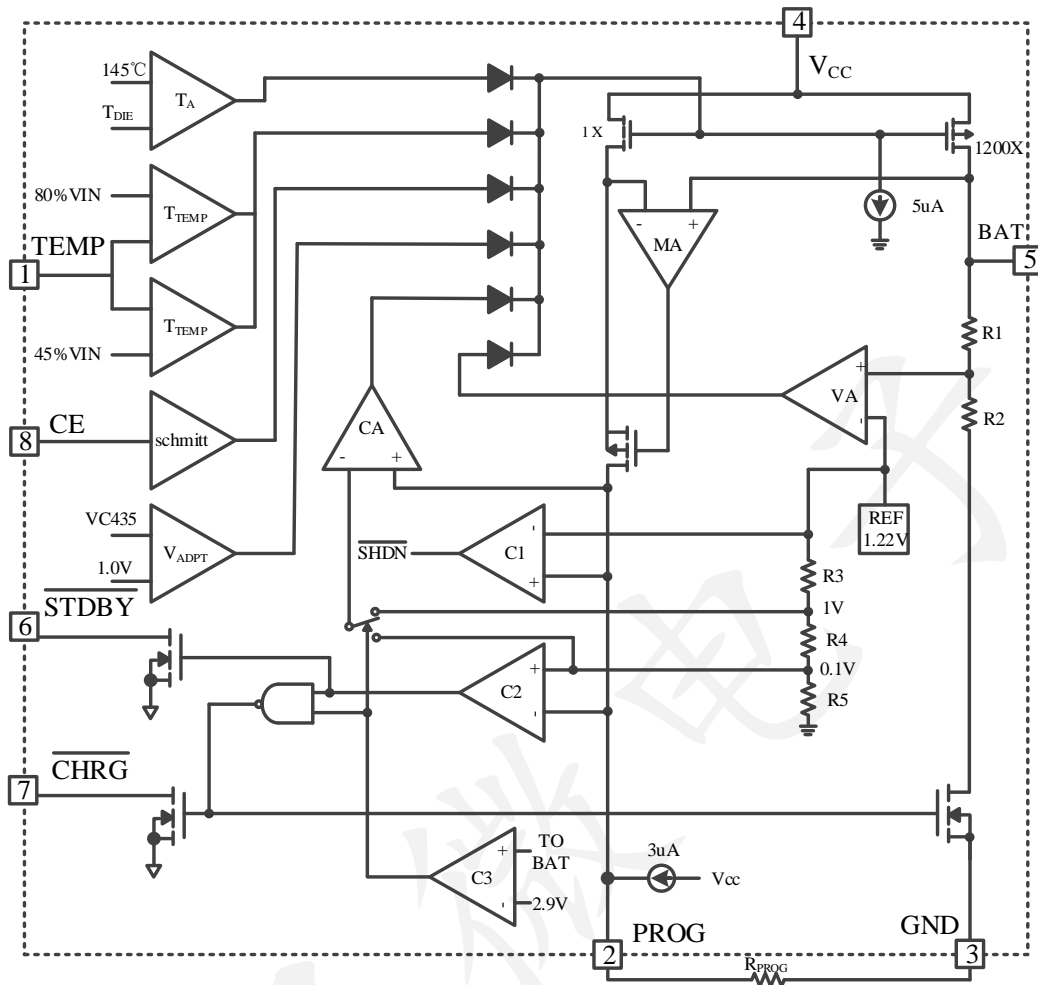 4
VCC
145℃
TA
TDIE
1X
1200X
80%VIN
TTEMP
TEMP
1
- +
MA
5uA
BAT
5
TTEMP
45%VIN
R1
CE
8
schmitt
CA
- +
+
VA
-
R2
VC435
VADPT
1.0V
SHDN
-
C1
+
REF
1.22V
R3
STDBY
6
1V
R4
+
C2
-
0.1V
R5
CHRG
7
+
C3
-
TO
BAT
2.9V
3uA
Vcc
PROG
2
GND
3
RPROG